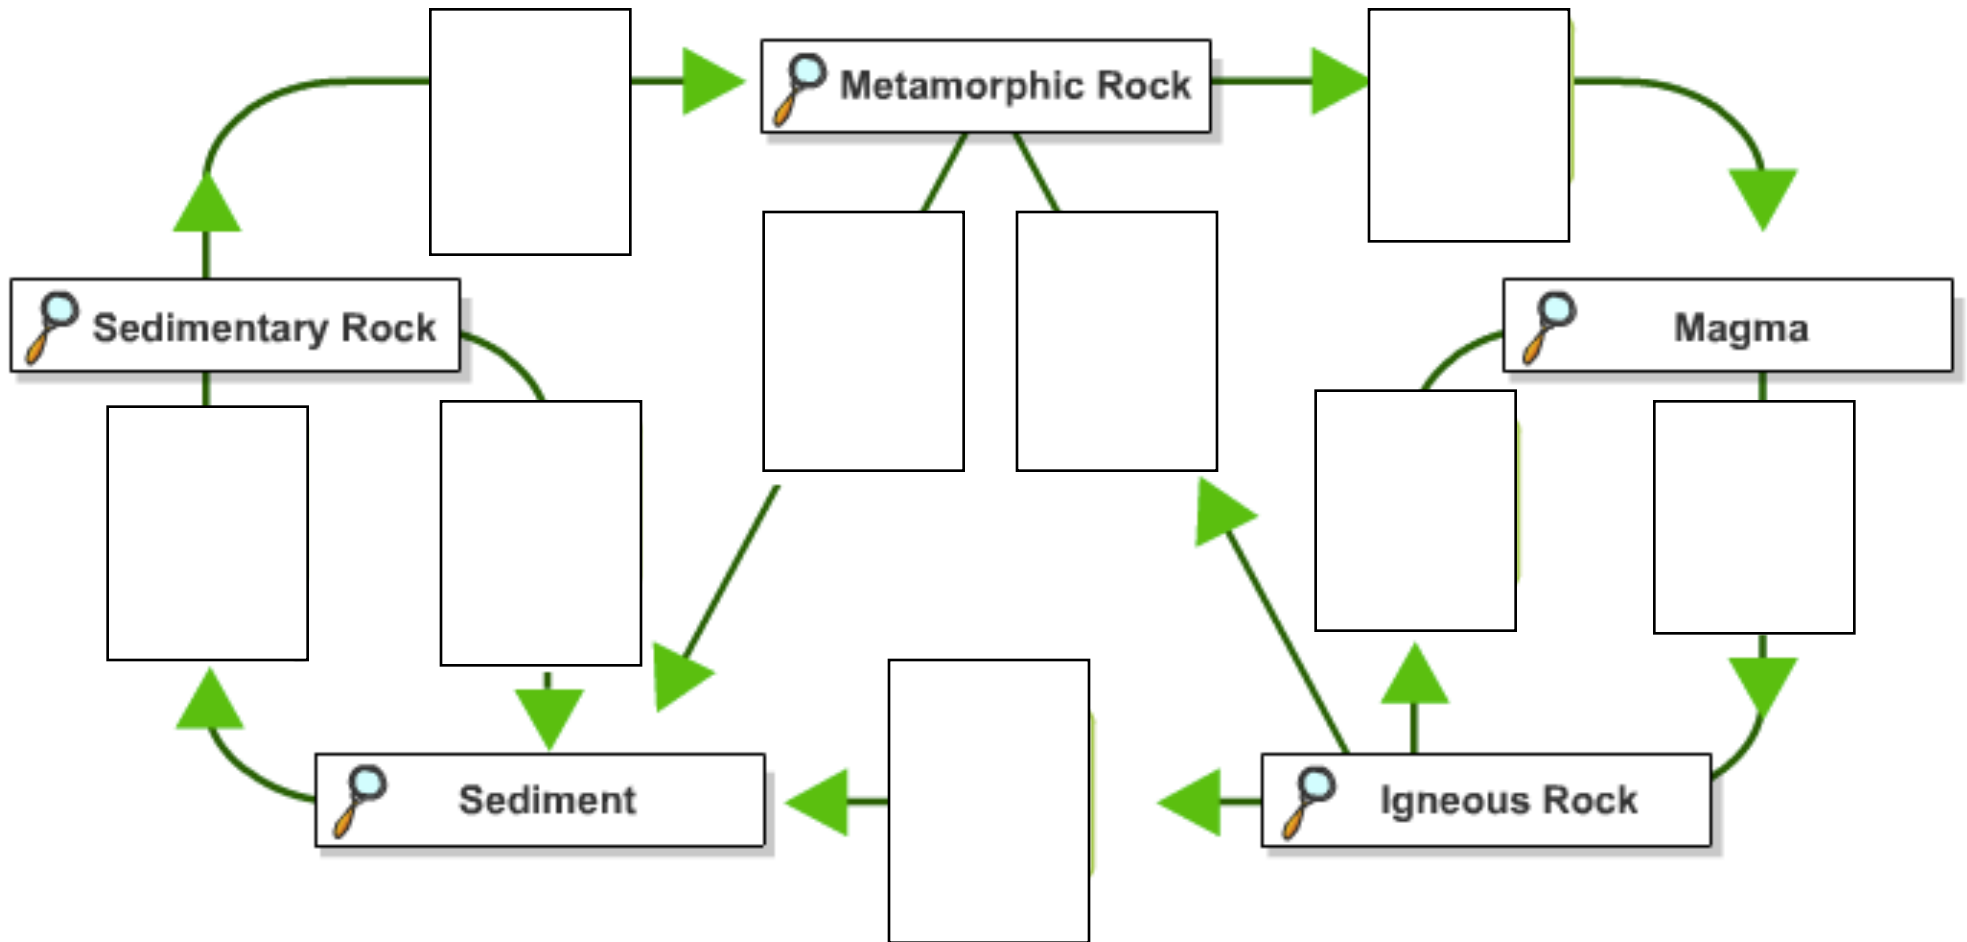 Metamorphic Rock
Sedimentary Rock
Magma
Sediment
Igneous Rock